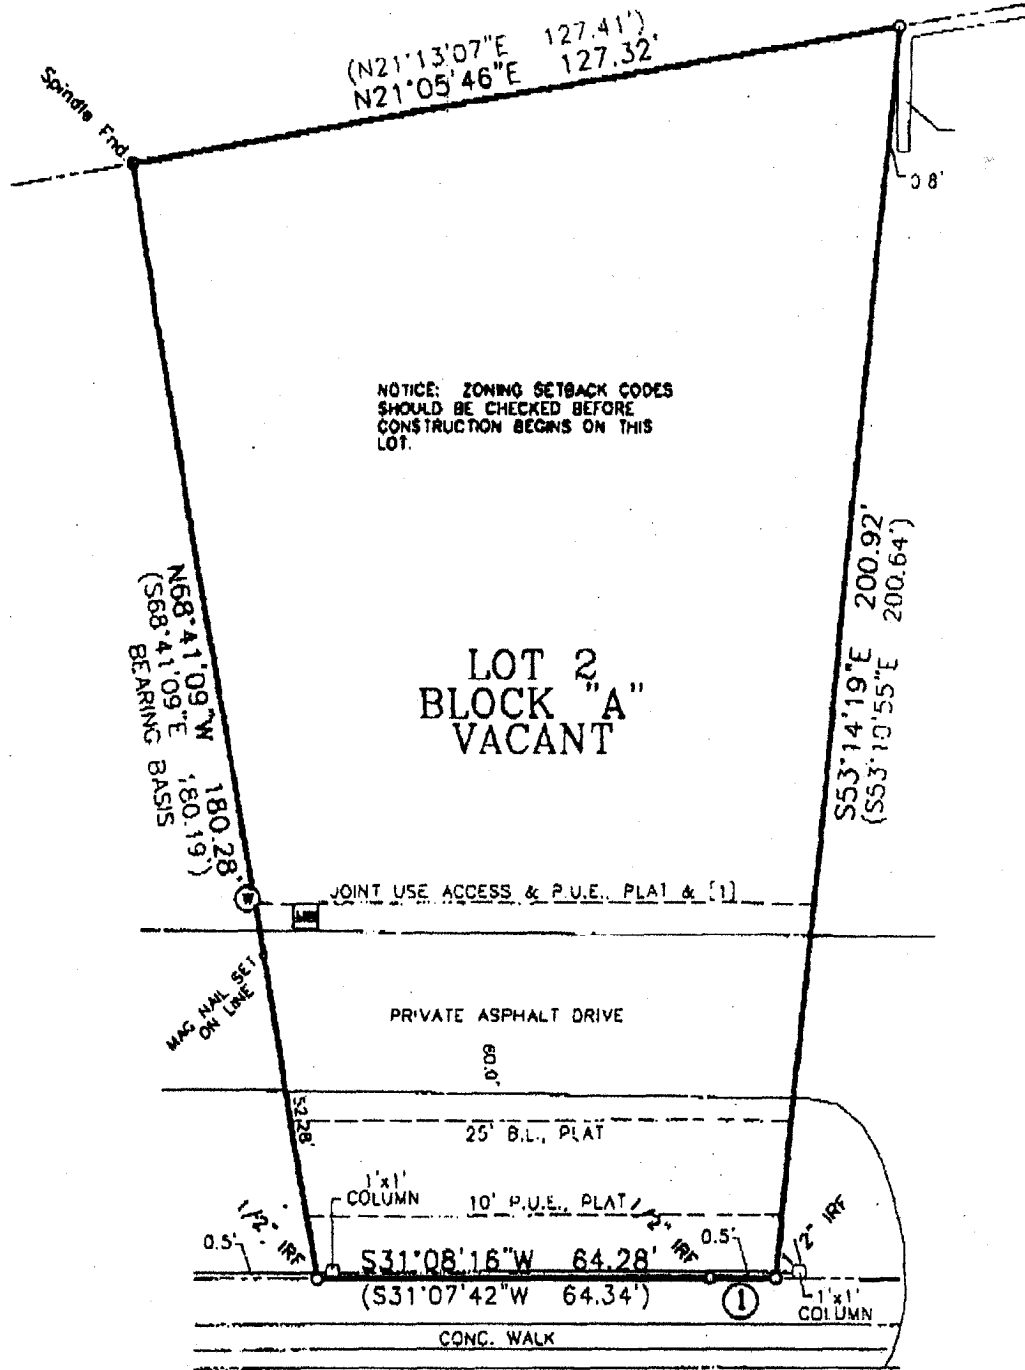 (N21°13'07"E 127.41')
N21°05'46"E 127.32'
Spindle Fnd.
0.8'
NOTICE: ZONING SETBACK CODES
SHOULD BE CHECKED BEFORE
CONSTRUCTION BEGINS ON THIS
LOT.
N68°41'09"W 180.28'
(S68°41'09"E 180.19')
BEARING BASIS
S53°14'19"E 200.92'
(S53°10'55"E 200.64')
LOT 2
BLOCK "A"
VACANT
W
JOINT USE ACCESS & P.U.E., PLAT & [1]
MAG NAIL SET
ON LINE
PRIVATE ASPHALT DRIVE
60.0'
52.28'
25' B.L., PLAT
1'x1'
COLUMN
10' P.U.E., PLAT
1/2" IRF
1/2" IRF
1/2" IRF
0.5'
0.5'
S31°08'16"W 64.28'
(S31°07'42"W 64.34')
1
1'x1'
COLUMN
CONC. WALK